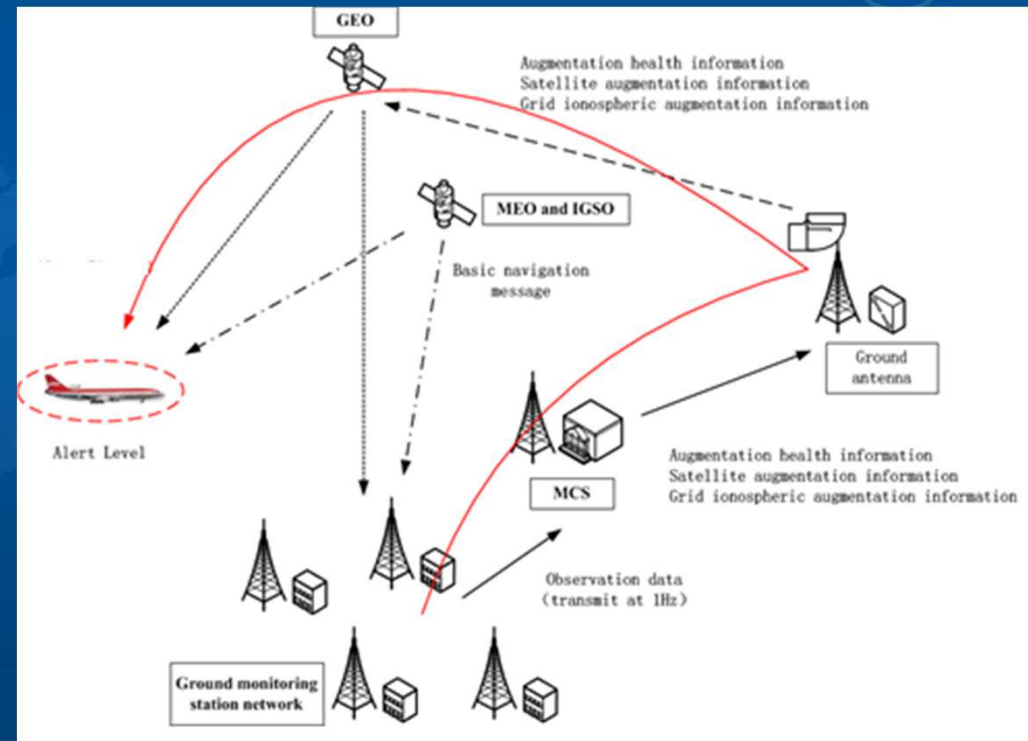 GEO
Augmentation health information
Satellite augmentation information
Grid ionospheric augmentation information
MEO and IGSO
Basic navigation
message
Ground
antenna
Alert Level
MCS
Augmentation health information
Satellite augmentation information
Grid ionospheric augmentation information
Observation data
(transmit at 1Hz)
Ground monitoring
station network